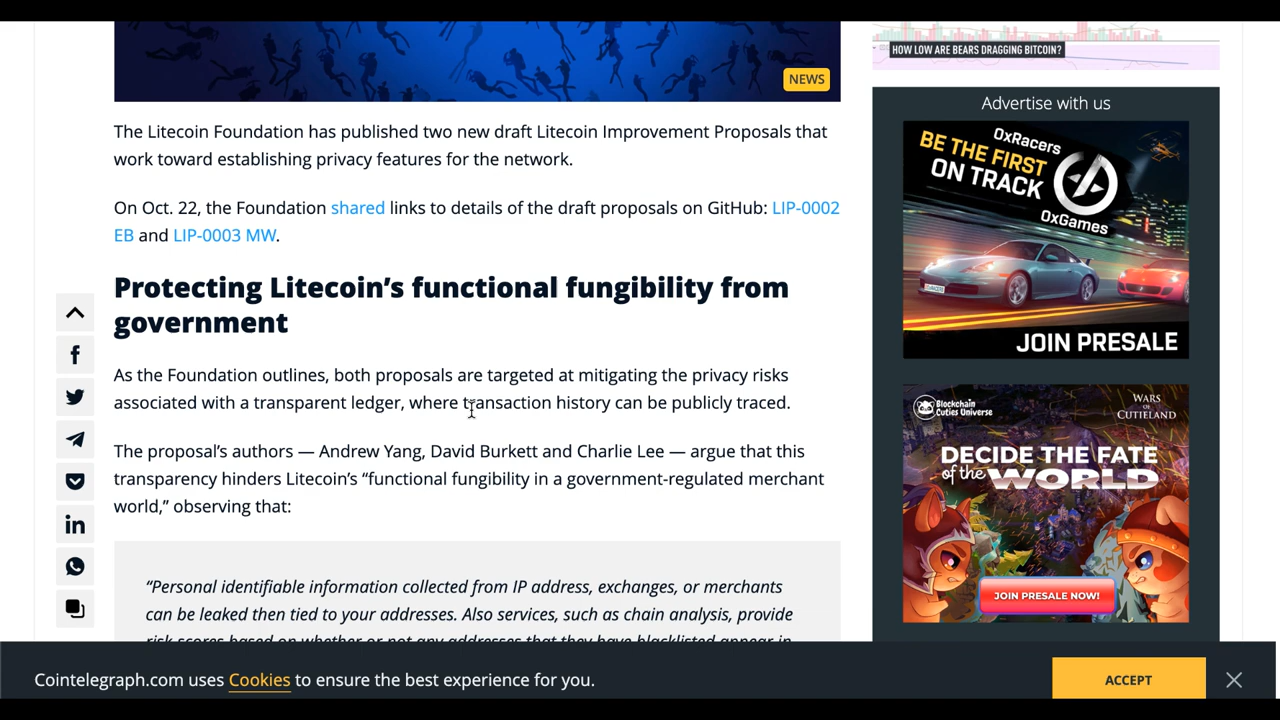 HOW LOW ARE BEARS DRAGGING BITCOIN?
NEWS
The Litecoin Foundation has published two new draft Litecoin Improvement Proposals that
work toward establishing privacy features for the network.
On Oct. 22, the Foundation shared links to details of the draft proposals on GitHub: LIP-0002
EB and LIP-0003 MW.
Protecting Litecoin’s functional fungibility from
government
As the Foundation outlines, both proposals are targeted at mitigating the privacy risks
associated with a transparent ledger, where transaction history can be publicly traced.
The proposal’s authors — Andrew Yang, David Burkett and Charlie Lee — argue that this
transparency hinders Litecoin’s “functional fungibility in a government-regulated merchant
world,” observing that:
“Personal identifiable information collected from IP address, exchanges, or merchants
can be leaked then tied to your addresses. Also services, such as chain analysis, provide
risk scores based on whether or not any addresses that they have blacklisted appear in
Advertise with us
0xRacers
BE THE FIRST
ON TRACK
0xGames
JOIN PRESALE
Blockchain
Cuties Universe
WARS
OF CUTIELAND
DECIDE THE FATE
of the WORLD
JOIN PRESALE NOW!
Cointelegraph.com uses Cookies to ensure the best experience for you.
ACCEPT